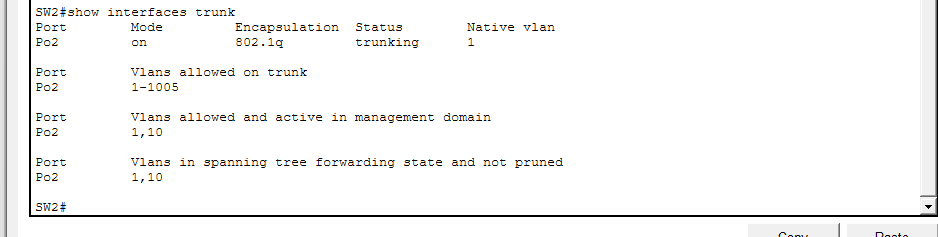 SW2#show interfaces trunk
Port Mode Encapsulation Status Native vlan
Po2 on 802.1q trunking 1
Port Vlans allowed on trunk
Po2 1-1005
Port Vlans allowed and active in management domain
Po2 1,10
Port Vlans in spanning tree forwarding state and not pruned
Po2 1,10
SW2#
Copy Paste